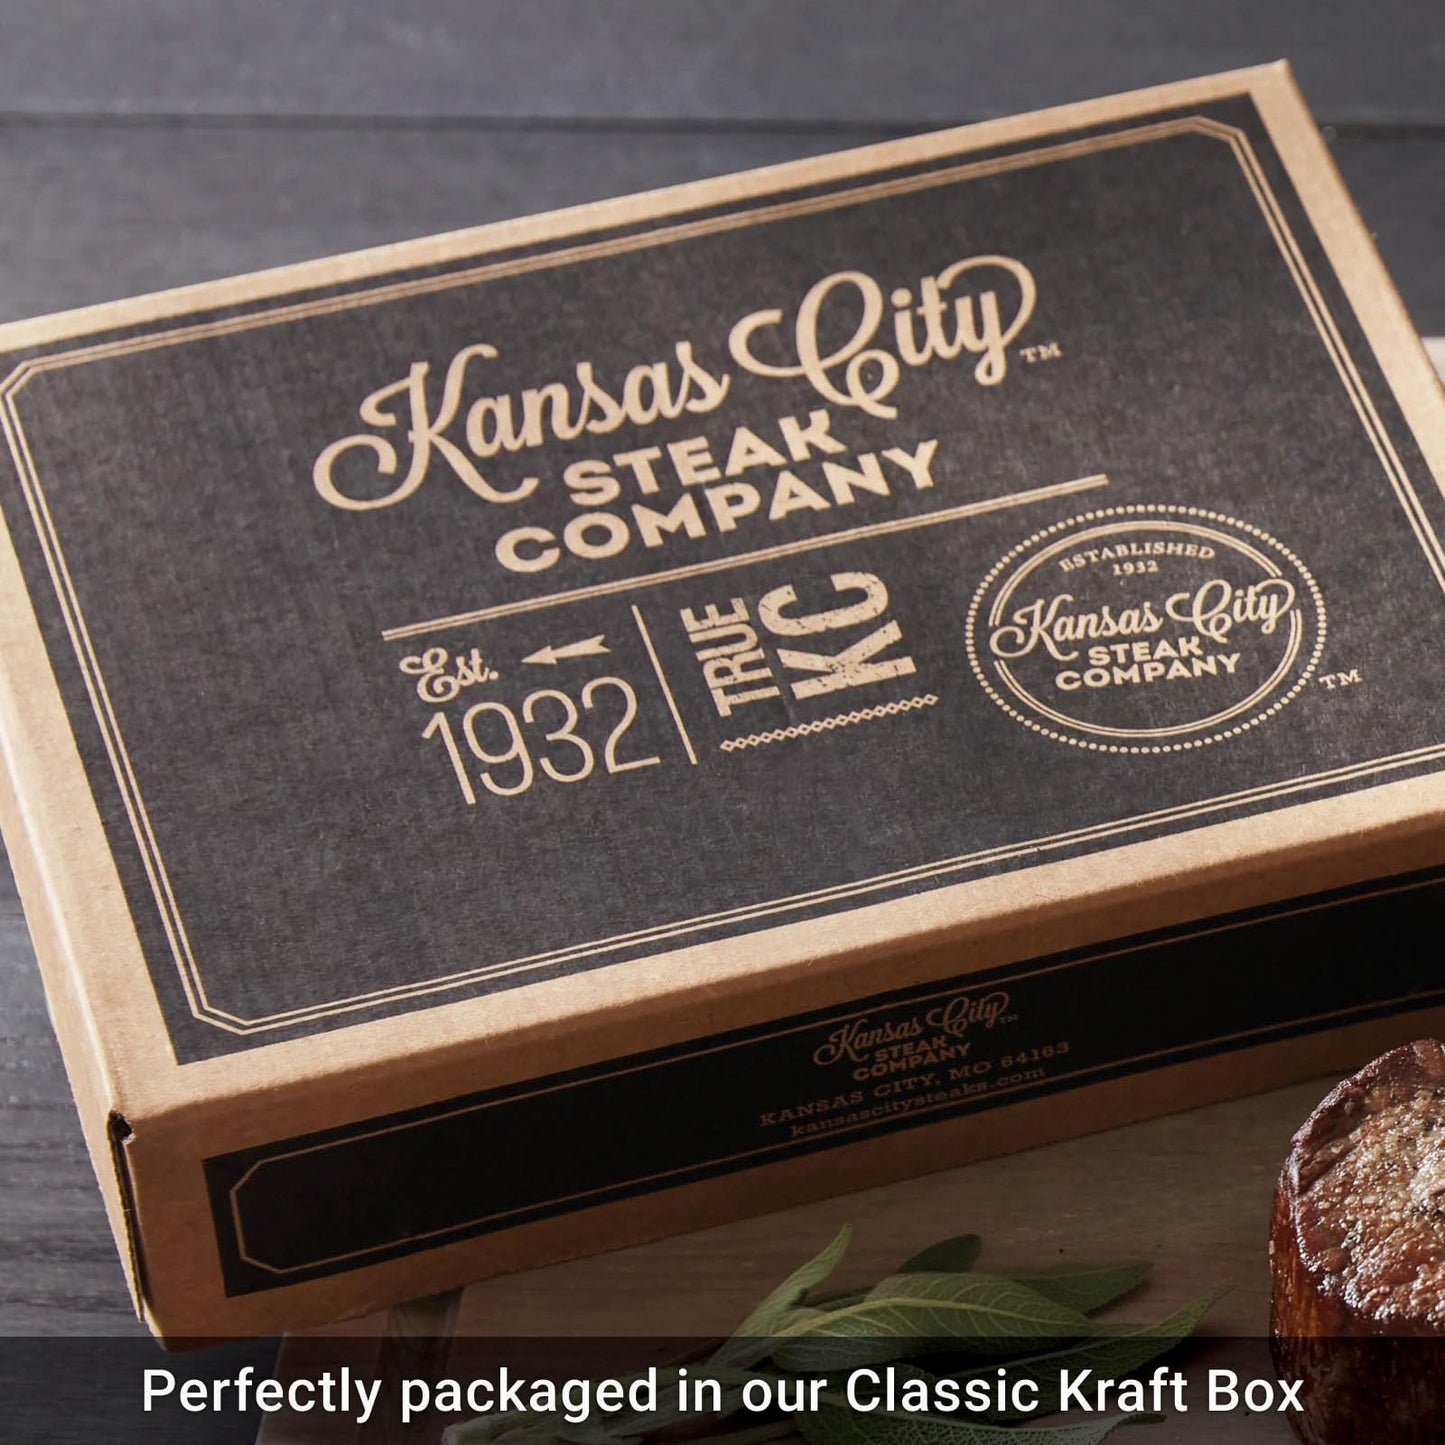 Kansas City™
STEAK
COMPANY
Est.
1932
TRUE
KC
ESTABLISHED
1932
Kansas City
STEAK
COMPANY
™
Kansas City™
STEAK
COMPANY
KANSAS CITY, MO 64163
kansascitysteaks.com
Perfectly packaged in our Classic Kraft Box